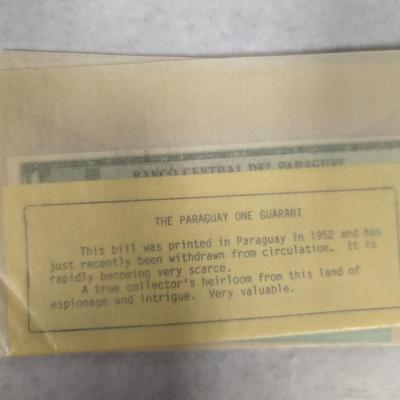 BANCO CENTRAL DEL PARAGUAY
THE PARAGUAY ONE GUARANI
This bill was printed in Paraguay in 1952 and has
just recently been withdrawn from circulation. It is
rapidly becoming very scarce.
A true collector's heirloom from this land of
espionage and intrigue. Very valuable.